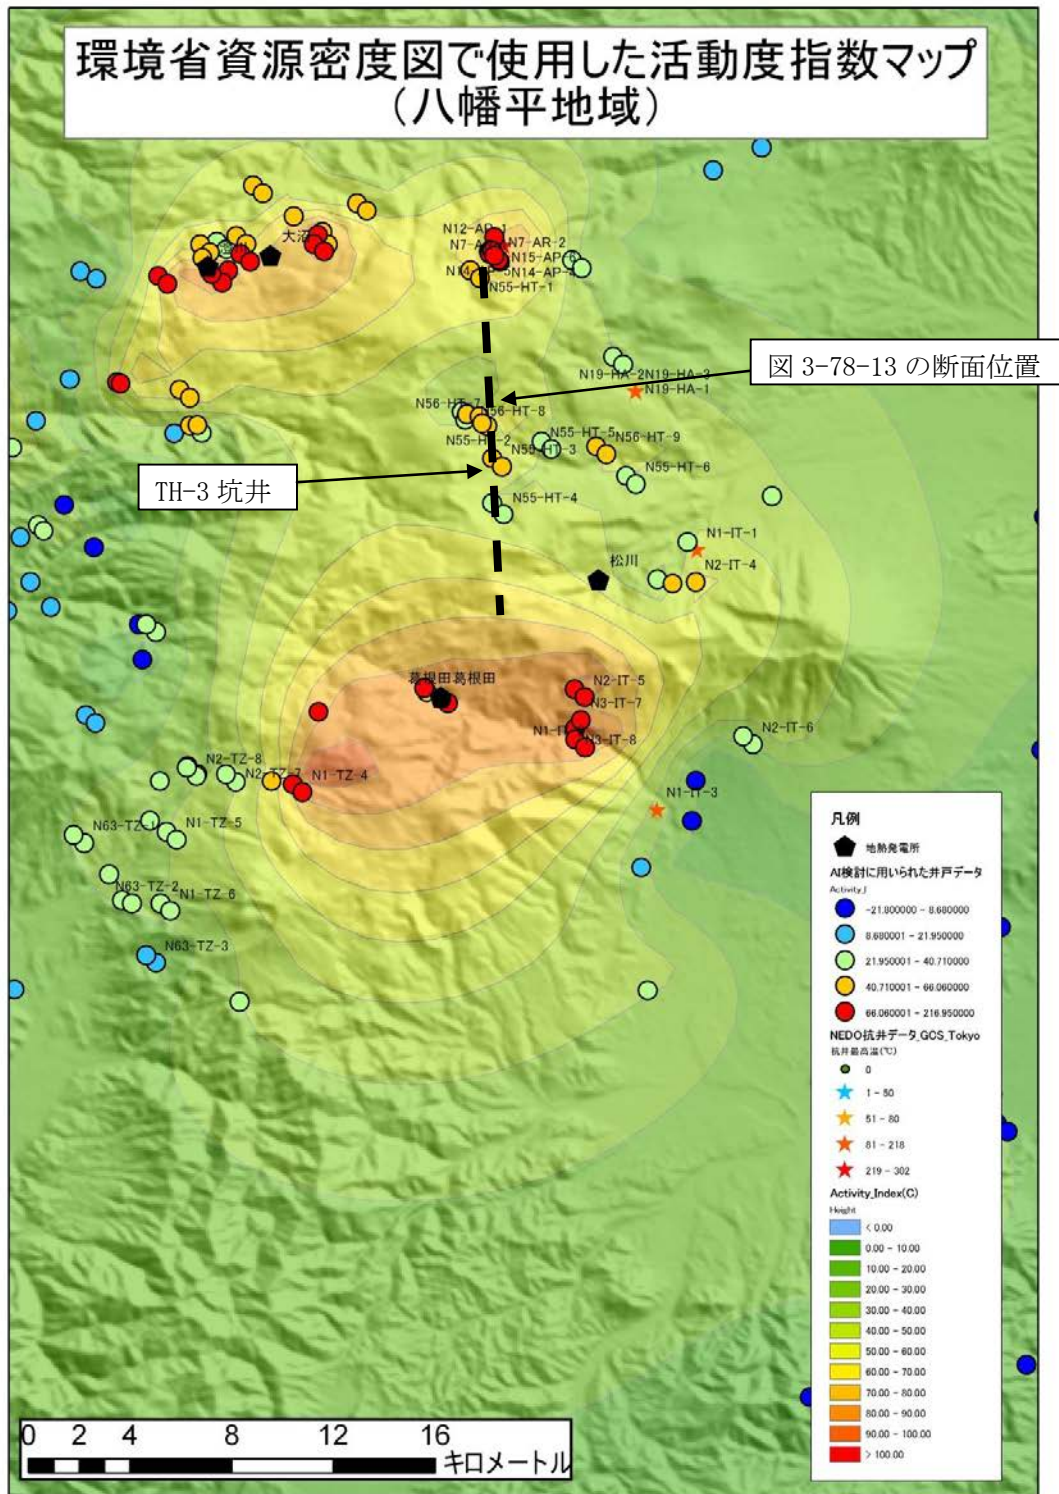 環境省資源密度図で使用した活動度指数マップ
(八幡平地域)
大沼
N12-AR-1
N7-AR-2
N15-AP-6
N55-HT-1
図 3-78-13 の断面位置
N19-HA-2
N19-HA-3
N19-HA-1
N56-HT-7
N56-HT-8
N55-HT-2
N55-HT-5
N56-HT-9
N55-HT-3
N55-HT-6
TH-3 坑井
N55-HT-4
N1-IT-1
松川
N2-IT-4
葛根田葛根田
N2-IT-5
N3-IT-7
N3-IT-8
N2-IT-6
N2-TZ-8
N2-TZ-7
N1-TZ-4
N1-IT-3
N1-TZ-5
N63-TZ-2
N1-TZ-6
N63-TZ-3
凡例
地熱発電所
AI検討に用いられた井戸データ
Activity_I
-21.800000 - 8.680000
8.680001 - 21.950000
21.950001 - 40.710000
40.710001 - 66.060000
66.060001 - 216.950000
NEDO坑井データ_GCS_Tokyo
坑井最高温(℃)
0
1 - 50
51 - 80
81 - 218
219 - 302
Activity_Index(C)
Height
< 0.00
0.00 - 10.00
10.00 - 20.00
20.00 - 30.00
30.00 - 40.00
40.00 - 50.00
50.00 - 60.00
60.00 - 70.00
70.00 - 80.00
80.00 - 90.00
90.00 - 100.00
> 100.00
0 2 4 8 12 16
キロメートル